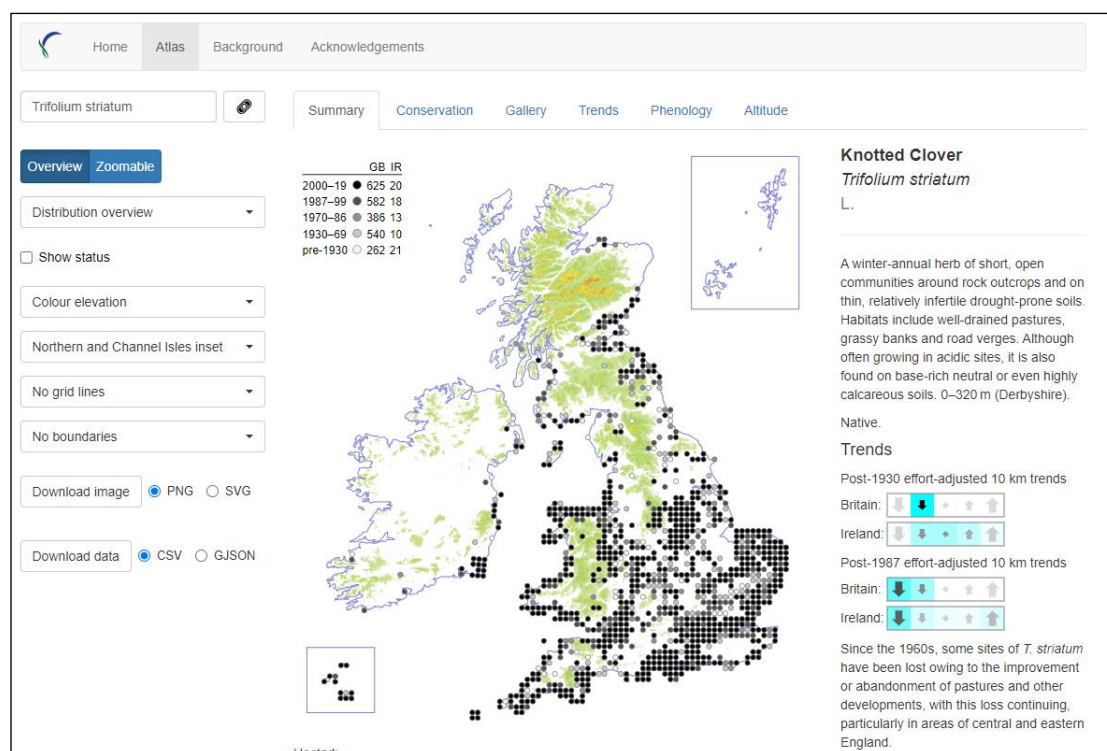 Home Atlas Background Acknowledgements
Trifolium striatum
Summary Conservation Gallery Trends Phenology Altitude
Overview Zoomable
Distribution overview
Show status
Colour elevation
Northern and Channel Isles inset
No grid lines
No boundaries
Download image PNG SVG
Download data CSV GJSON
GB IR
2000–19 625 20
1987–99 582 18
1970–86 386 13
1930–69 540 10
pre-1930 262 21
Knotted Clover
Trifolium striatum
L.
A winter-annual herb of short, open
communities around rock outcrops and on
thin, relatively infertile drought-prone soils.
Habitats include well-drained pastures,
grassy banks and road verges. Although
often growing in acidic sites, it is also
found on base-rich neutral or even highly
calcareous soils. 0–320 m (Derbyshire).
Native.
Trends
Post-1930 effort-adjusted 10 km trends
Britain:
Ireland:
Post-1987 effort-adjusted 10 km trends
Britain:
Ireland:
Since the 1960s, some sites of T. striatum
have been lost owing to the improvement
or abandonment of pastures and other
developments, with this loss continuing,
particularly in areas of central and eastern
England.